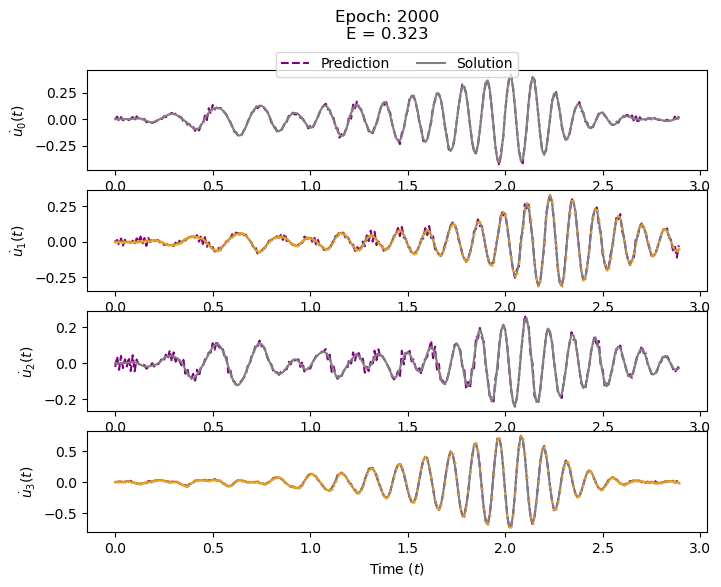 Epoch: 2000
E = 0.323
Prediction Solution
0.25
0.00
−0.25
u̇₀(t)
0.0 0.5 1.0 1.5 2.0 2.5 3.0
0.25
0.00
−0.25
u̇₁(t)
0.0 0.5 1.0 1.5 2.0 2.5 3.0
0.2
0.0
−0.2
u̇₂(t)
0.0 0.5 1.0 1.5 2.0 2.5 3.0
0.5
0.0
−0.5
u̇₃(t)
0.0 0.5 1.0 1.5 2.0 2.5 3.0
Time (t)